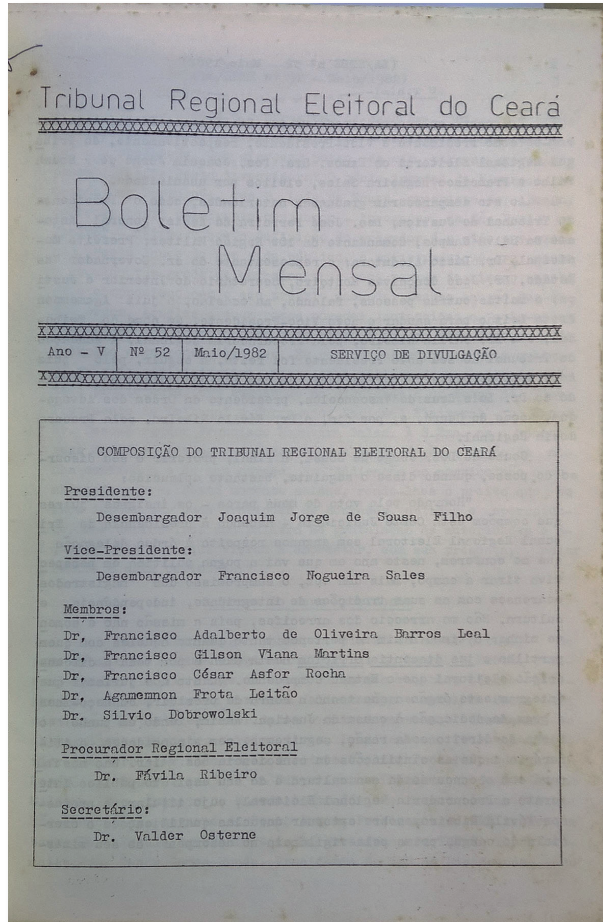 Tribunal Regional Eleitoral do Ceará
XXXXXXXXXXXXXXXXXXXXXXXXXXXXXXXXXXXXXXXXXXXXXXXXXXXXXXXXXXX
Boletim
Mensal
XXXXXXXXXXXXXXXXXXXXXXXXXXXXXXXXXXXXXXXXXXXXXXXXXXXXXXXXXXX
Ano - V Nº 52 Maio/1982 SERVIÇO DE DIVULGAÇÃO
XXXXXXXXXXXXXXXXXXXXXXXXXXXXXXXXXXXXXXXXXXXXXXXXXXXXXXXXXXX
COMPOSIÇÃO DO TRIBUNAL REGIONAL ELEITORAL DO CEARÁ
Presidente:
Desembargador Joaquim Jorge de Sousa Filho
Vice-Presidente:
Desembargador Francisco Nogueira Sales
Membros:
Dr, Francisco Adalberto de Oliveira Barros Leal
Dr, Francisco Gilson Viana Martins
Dr, Francisco César Asfor Rocha
Dr, Agamemnon Frota Leitão
Dr. Silvio Dobrowolski
Procurador Regional Eleitoral
Dr. Fávila Ribeiro
Secretário:
Dr. Valder Osterne